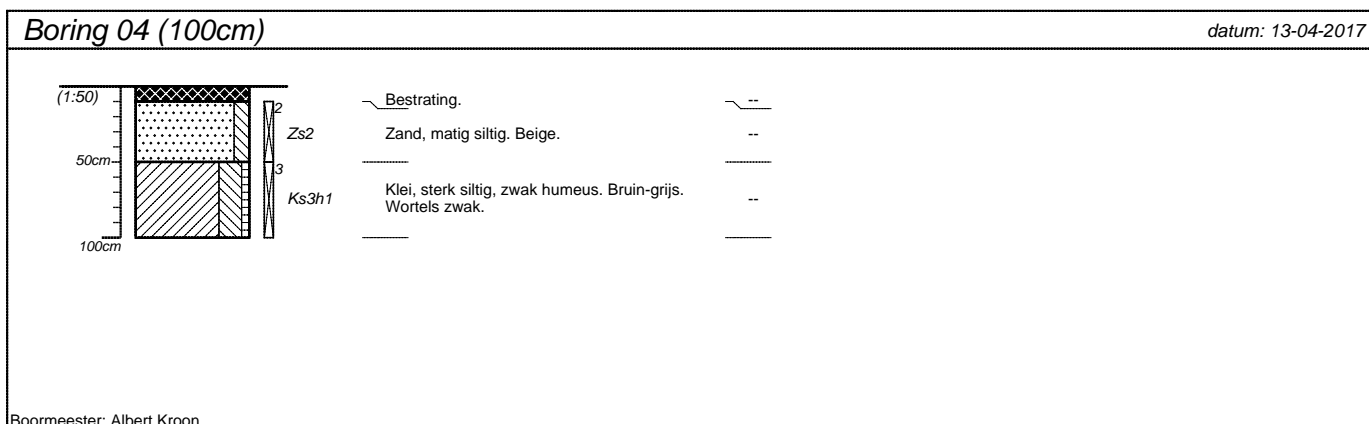 Boring 04 (100cm)
datum: 13-04-2017
(1:50)
2
Bestrating.
--
Zs2
Zand, matig siltig. Beige.
--
50cm
3
Ks3h1
Klei, sterk siltig, zwak humeus. Bruin-grijs.
Wortels zwak.
--
100cm
Boormeester: Albert Kroon